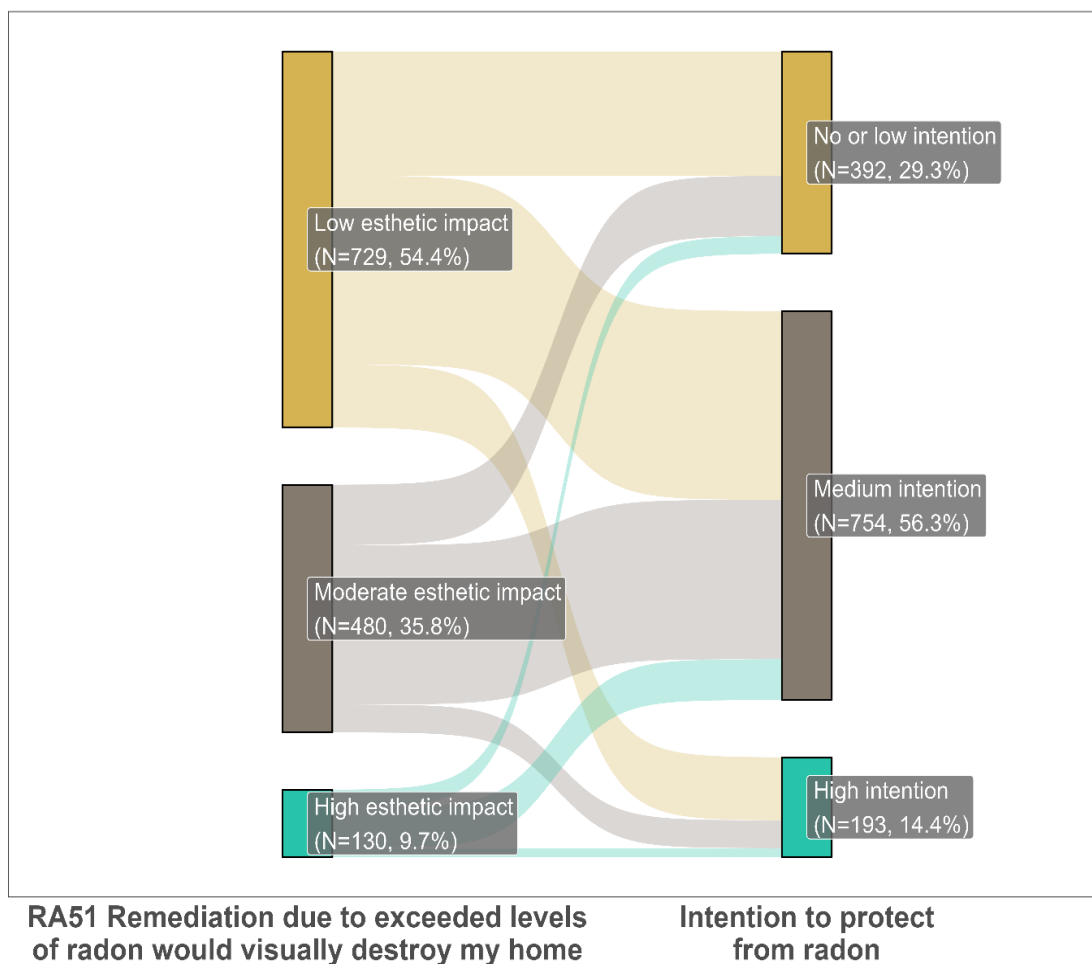 No or low intention
(N=392, 29.3%)
Low esthetic impact
(N=729, 54.4%)
Medium intention
(N=754, 56.3%)
Moderate esthetic impact
(N=480, 35.8%)
High intention
(N=193, 14.4%)
High esthetic impact
(N=130, 9.7%)
RA51 Remediation due to exceeded levels
of radon would visually destroy my home
Intention to protect
from radon